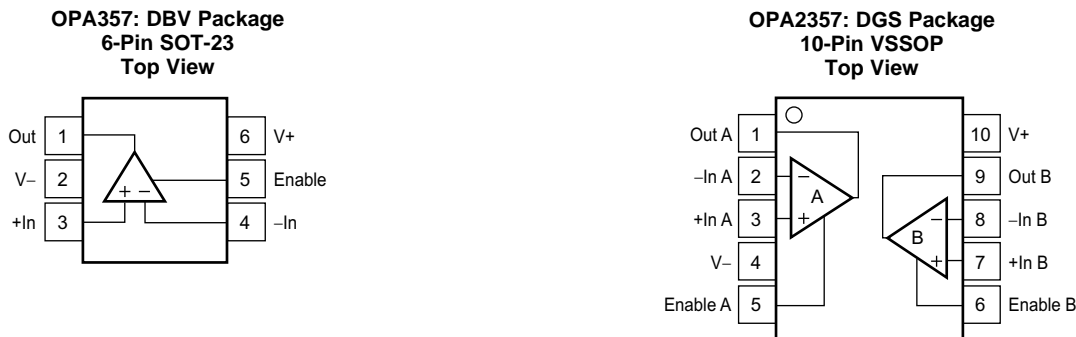 OPA357: DBV Package
6-Pin SOT-23
Top View
Out 1
V− 2
+In 3
6 V+
5 Enable
4 −In
+ −
OPA2357: DGS Package
10-Pin VSSOP
Top View
Out A 1
−In A 2
+In A 3
V− 4
Enable A 5
10 V+
9 Out B
8 −In B
7 +In B
6 Enable B
−
A
+
−
B
+